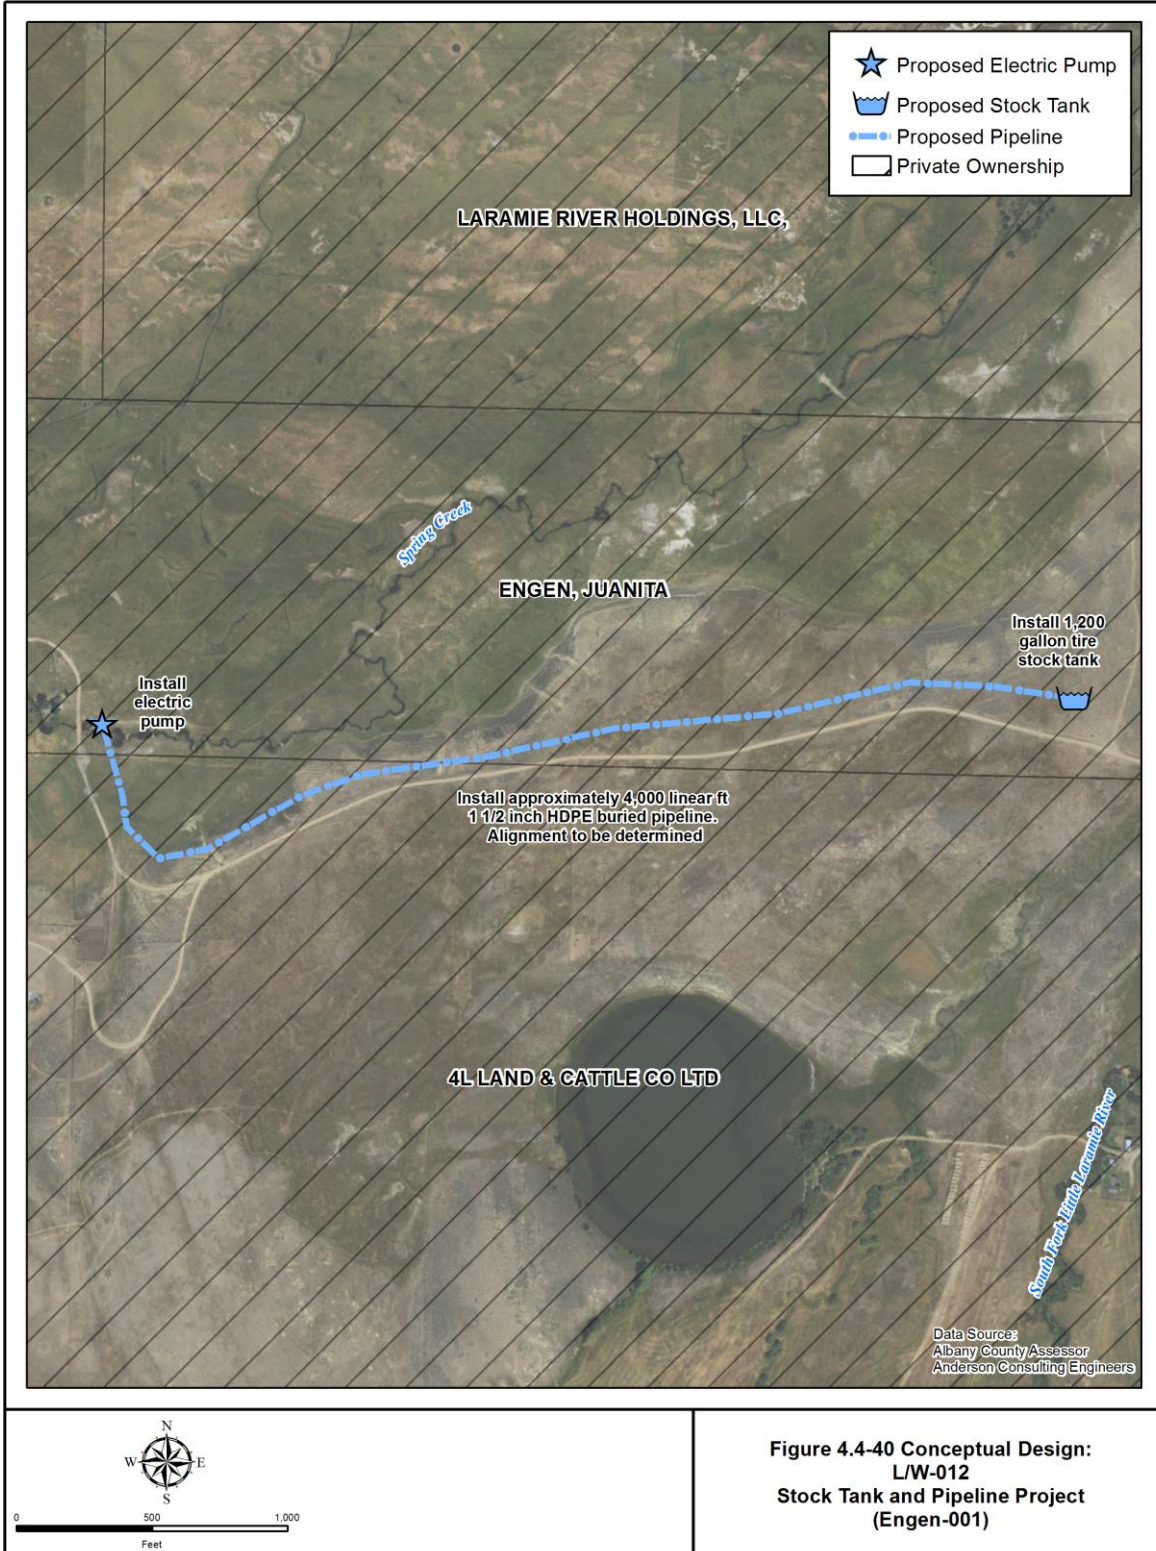 Proposed Electric Pump
Proposed Stock Tank
Proposed Pipeline
Private Ownership
LARAMIE RIVER HOLDINGS, LLC,
Spring Creek
ENGEN, JUANITA
Install 1,200
gallon tire
stock tank
Install
electric
pump
Install approximately 4,000 linear ft
1 1/2 inch HDPE buried pipeline.
Alignment to be determined
4L LAND & CATTLE CO LTD
South Fork Little Laramie River
Data Source:
Albany County Assessor
Anderson Consulting Engineers
N
W E
S
0 500 1,000
Feet
Figure 4.4-40 Conceptual Design:
L/W-012
Stock Tank and Pipeline Project
(Engen-001)